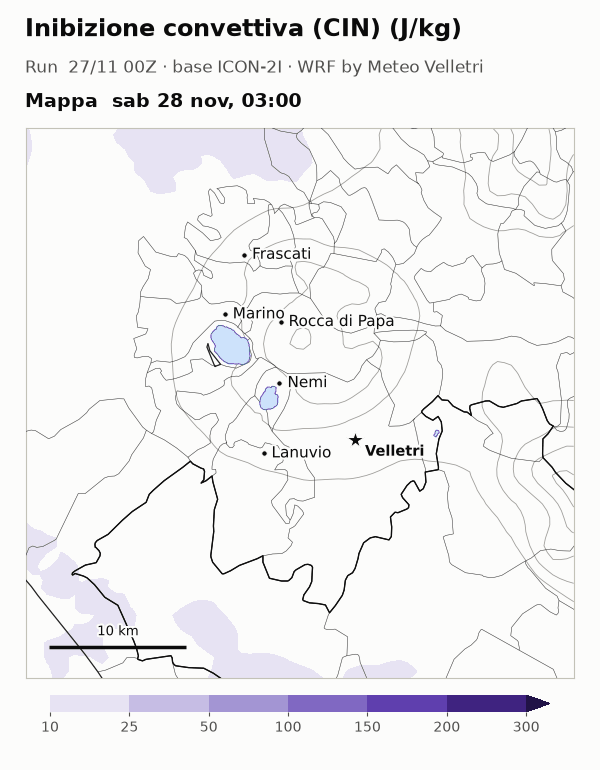 Inibizione convettiva (CIN) (J/kg)
Run  27/11 00Z · base ICON-2I · WRF by Meteo Velletri
Mappa  sab 28 nov, 03:00
Frascati
Marino
Rocca di Papa
Nemi
Velletri
Lanuvio
10 km
10 25 50 100 150 200 300